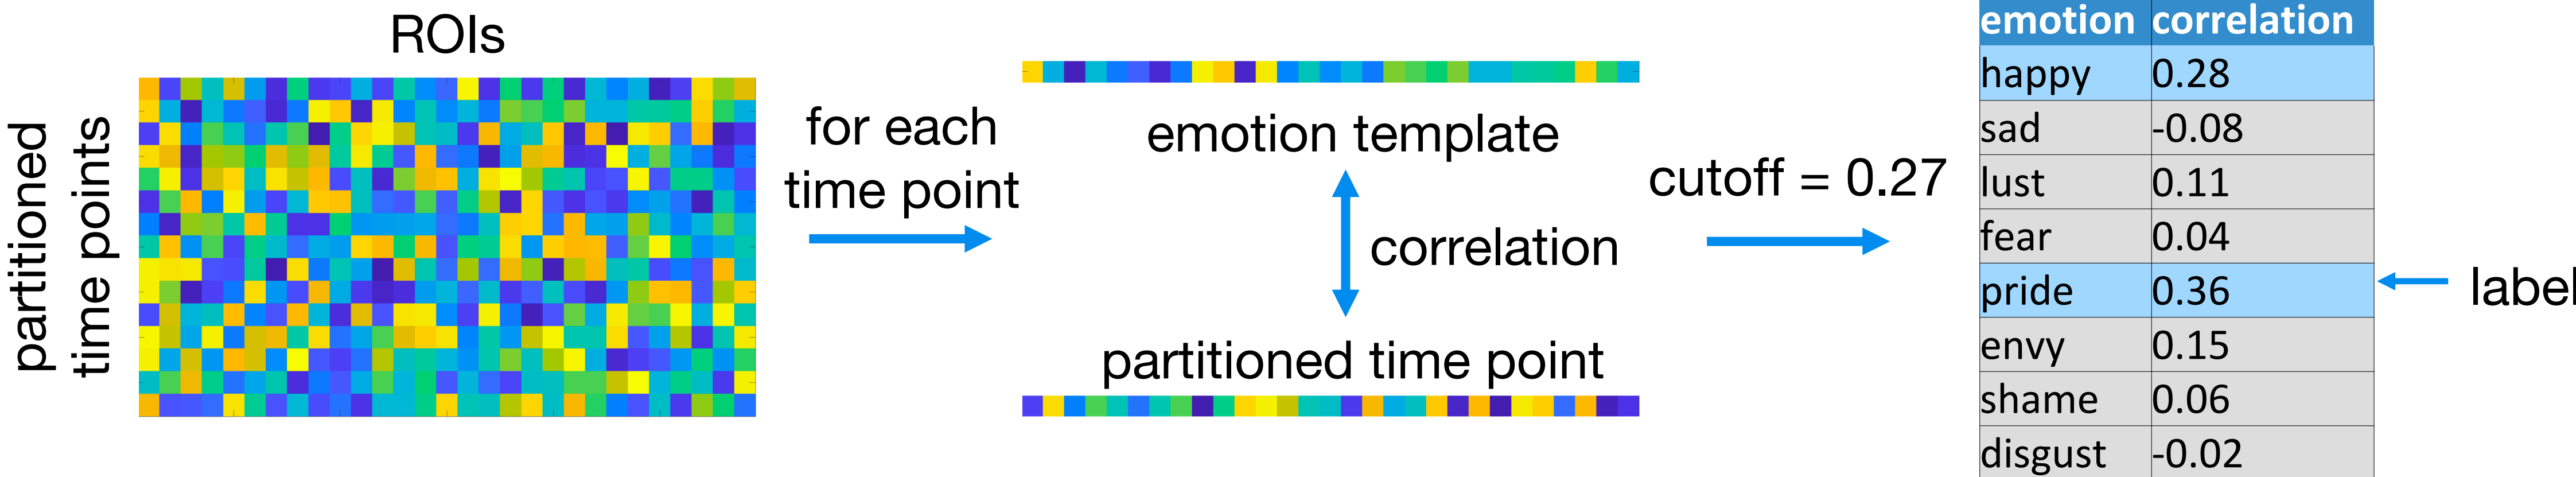 ROIs
partitioned
time points
for each
time point
emotion template
correlation
partitioned time point
cutoff = 0.27
emotion correlation
happy 0.28
sad -0.08
lust 0.11
fear 0.04
pride 0.36
envy 0.15
shame 0.06
disgust -0.02
label